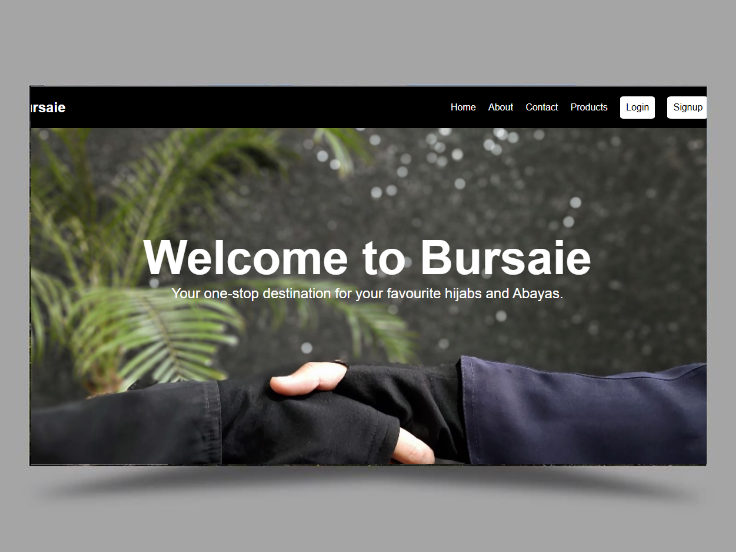 ursaie
Home About Contact Products Login Signup
Welcome to Bursaie
Your one-stop destination for your favourite hijabs and Abayas.